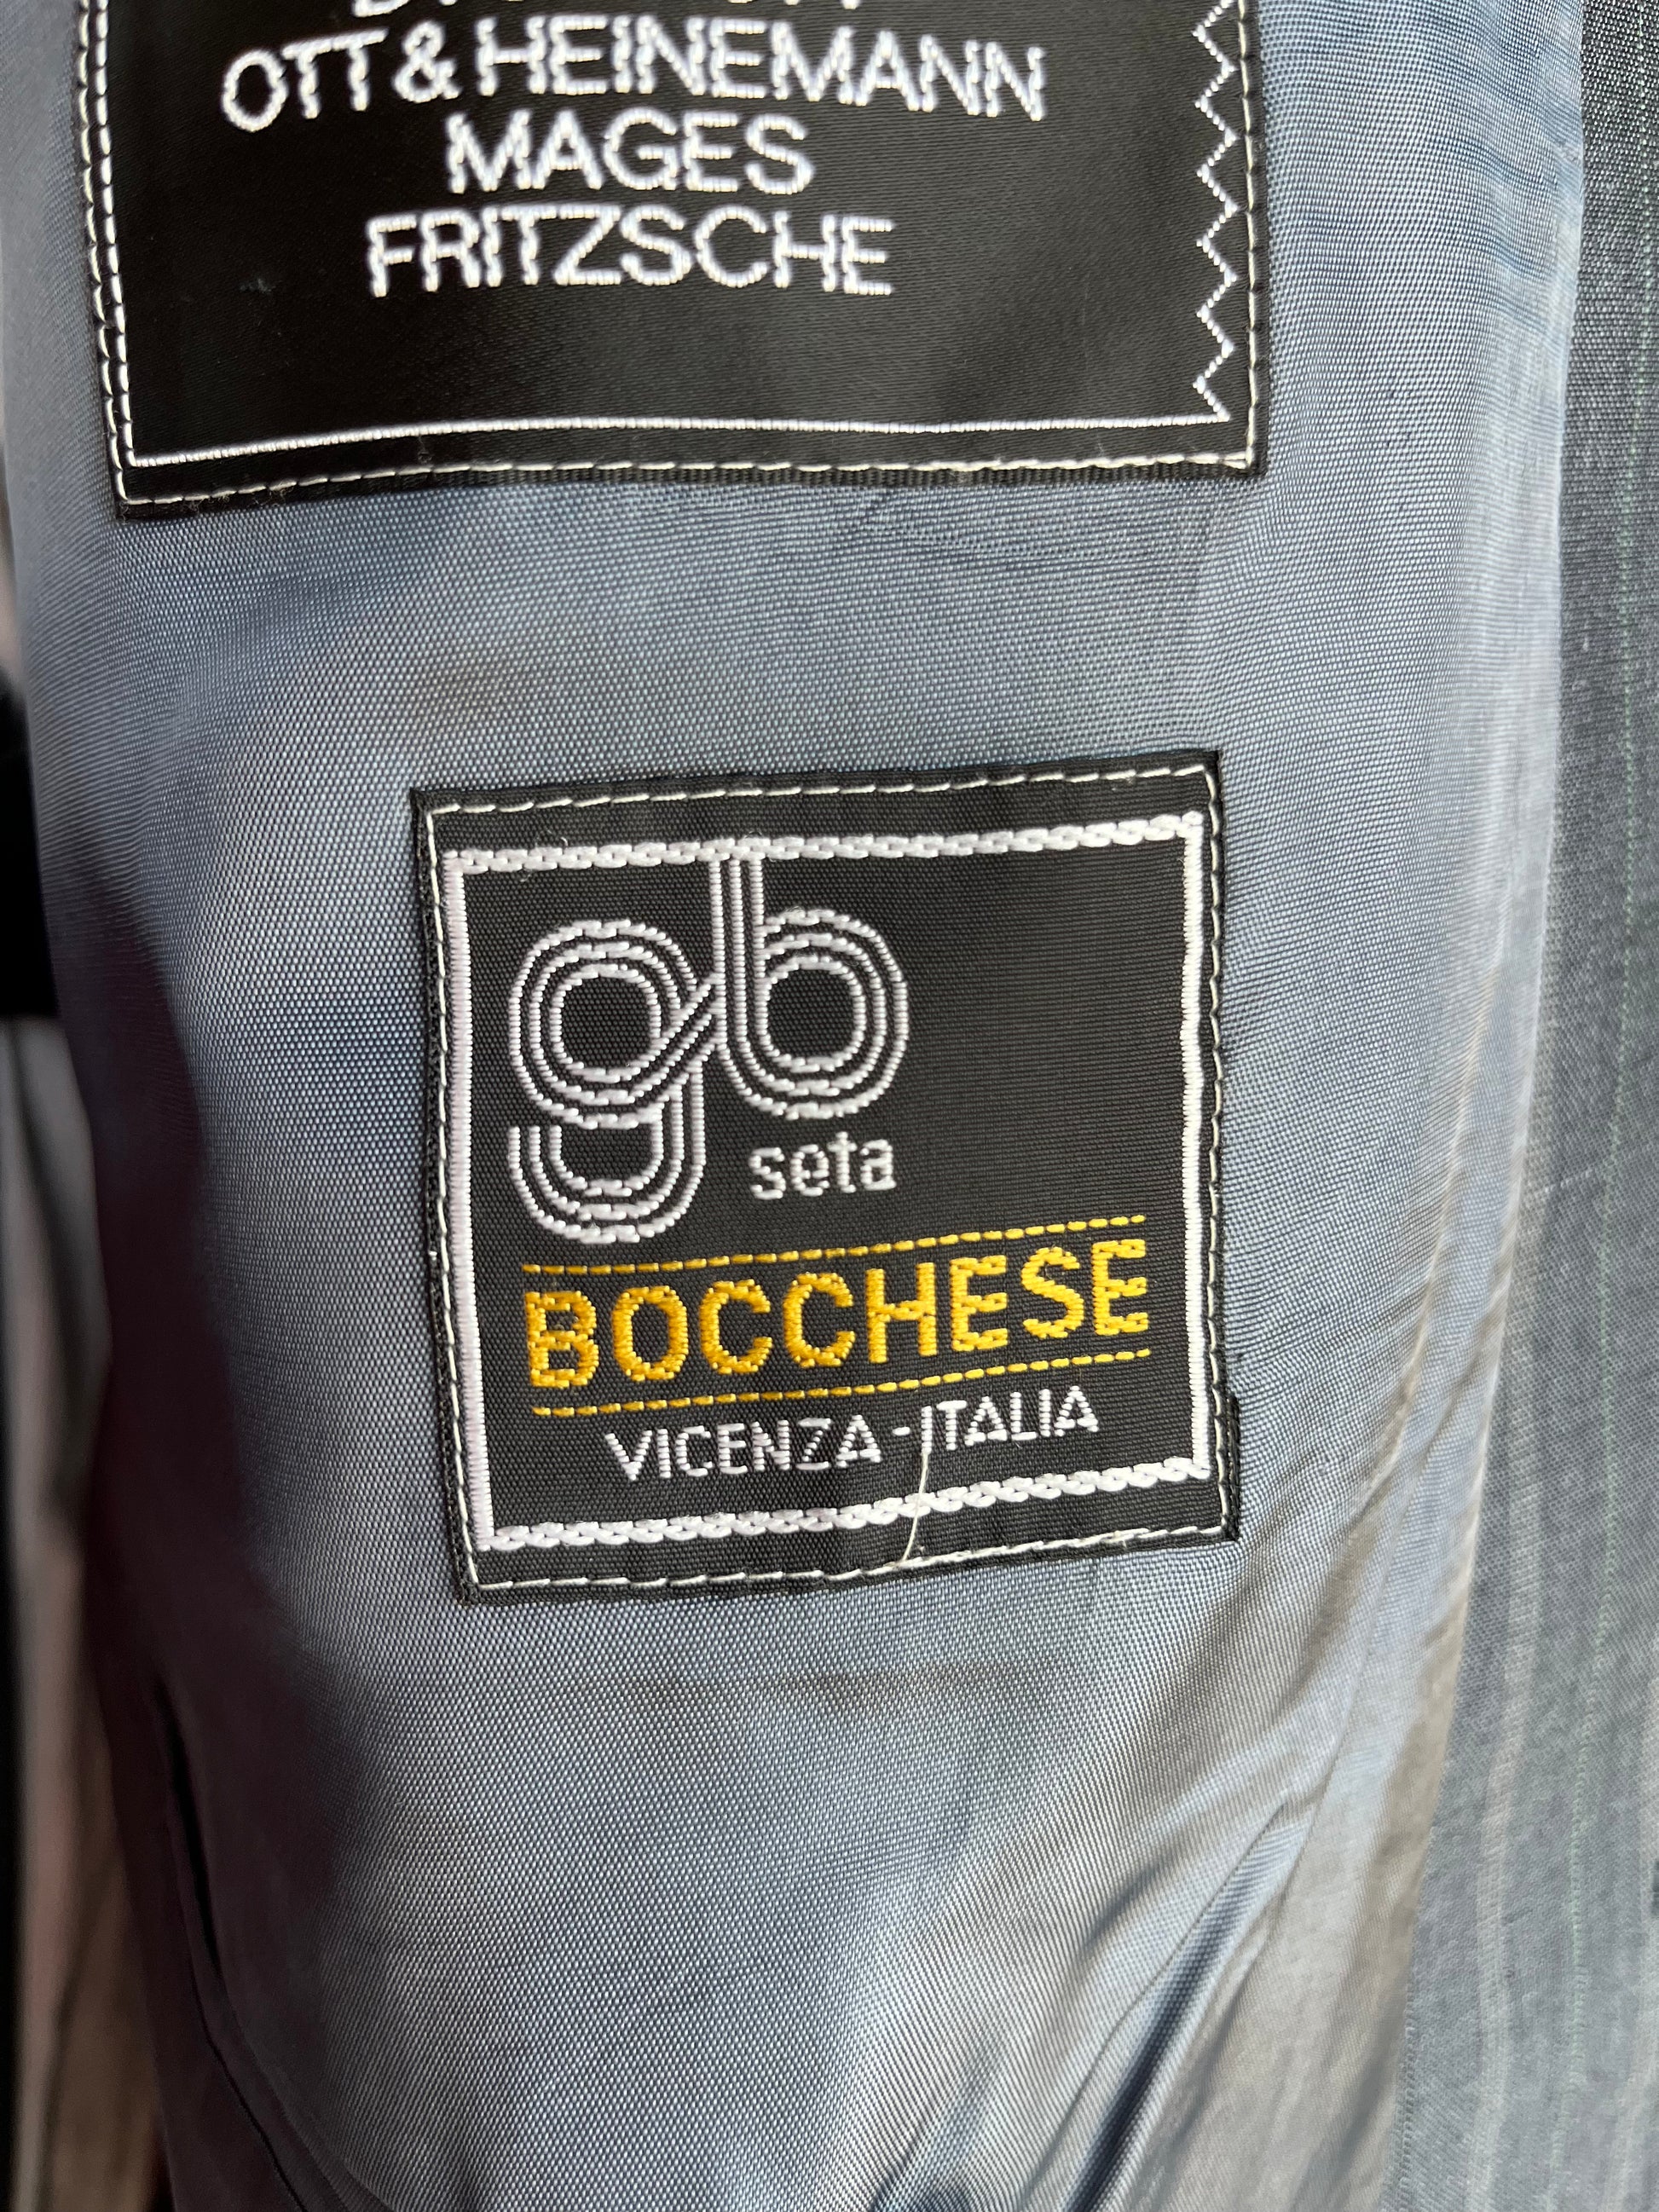 OTT & HEINEMANN
MAGES
FRITZSCHE
gb
seta
BOCCHESE
VICENZA - ITALIA